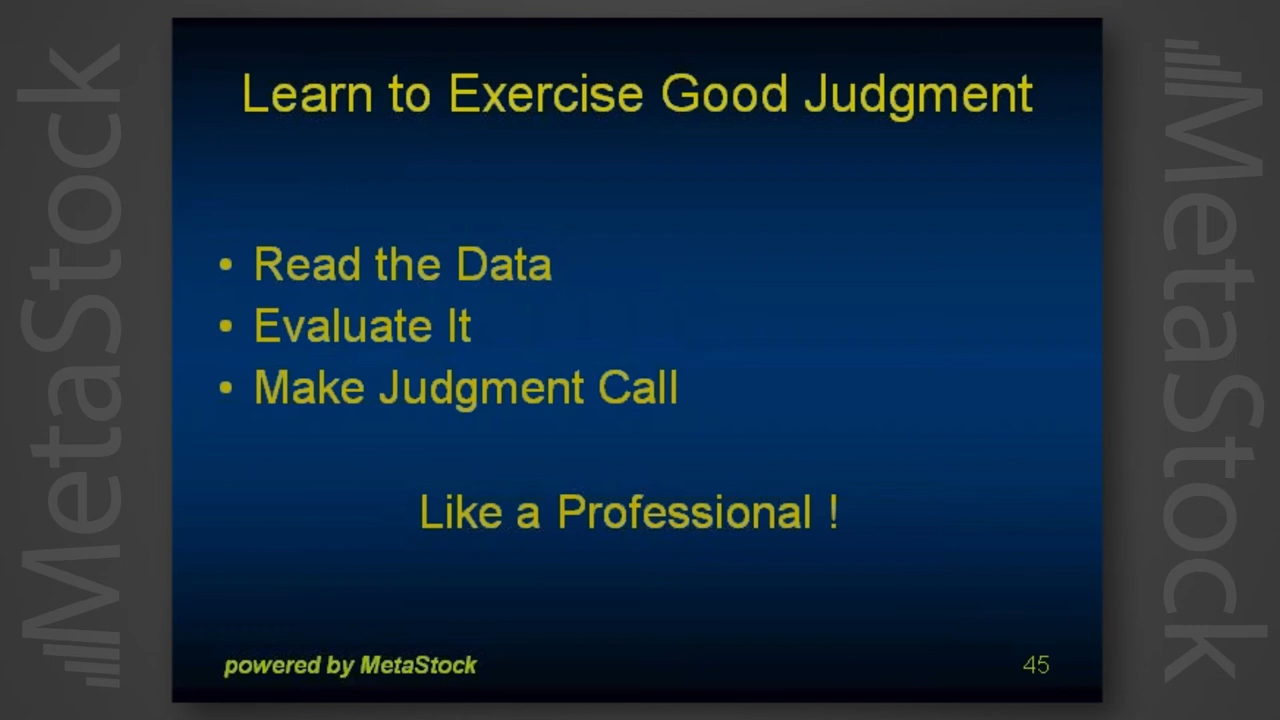 MetaStock
Learn to Exercise Good Judgment
• Read the Data
• Evaluate It
• Make Judgment Call
Like a Professional !
powered by MetaStock
45
MetaStock